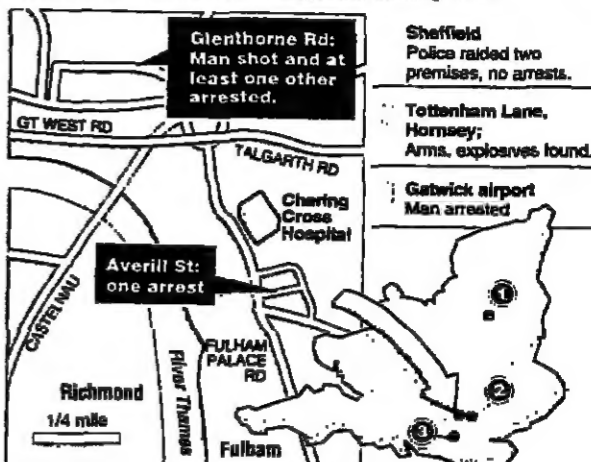 Glenthorne Rd:
Man shot and at
least one other
arrested.
GT WEST RD
TALGARTH RD
Charing
Cross
Hospital
Averill St:
one arrest
CASTELNAU
River Thames
FULHAM
PALACE
RD
Richmond
1/4 mile
Fulham
Sheffield
Police raided two
premises, no arrests.
Tottenham Lane,
Hornsey;
Arms, explosives found.
Gatwick airport
Man arrested
1
2
3